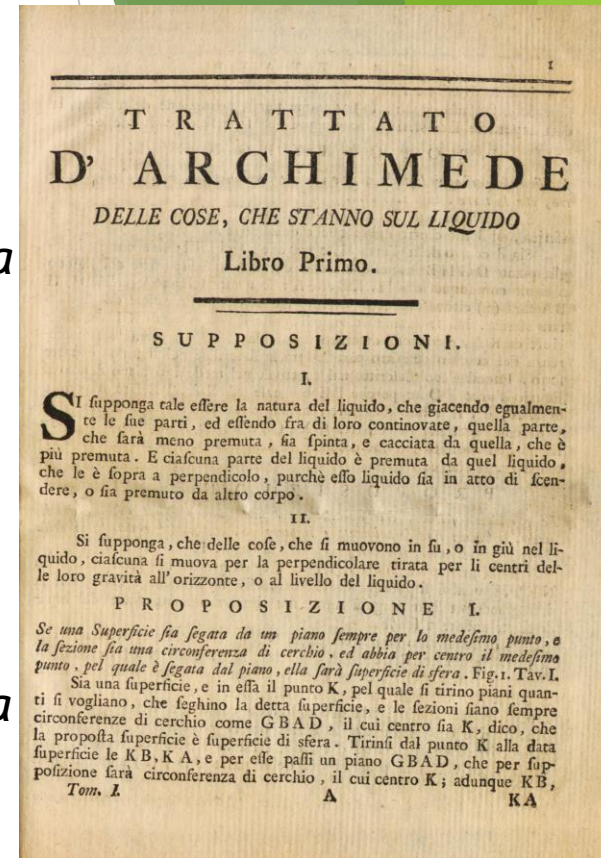 1
TRATTATO
D' ARCHIMEDE
DELLE COSE, CHE STANNO SUL LIQUIDO
Libro Primo.
SUPPOSIZIONI.
I.
SI ſupponga tale eſſere la natura del liquido, che giacendo egualmen-
te le ſue parti, ed eſſendo fra di loro continovate, quella parte,
che ſarà meno premuta, ſia ſpinta, e cacciata da quella, che è
più premuta. E ciaſcuna parte del liquido è premuta da quel liquido,
che le è ſopra a perpendicolo, purchè eſſo liquido ſia in atto di ſcen-
dere, o ſia premuto da altro corpo.
II.
Si ſupponga, che delle coſe, che ſi muovono in ſu, o in giù nel li-
quido, ciaſcuna ſi muova per la perpendicolare tirata per li centri del-
le loro gravità all' orizzonte, o al livello del liquido.
PROPOSIZIONE I.
Se una Superficie ſia ſegata da un piano ſempre per lo medeſimo punto, e
la ſezione ſia una circonferenza di cerchio, ed abbia per centro il medeſimo
punto, pel quale è ſegata dal piano, ella ſarà ſuperficie di sfera. Fig. 1. Tav. I.
Sia una ſuperficie, e in eſſa il punto K, pel quale ſi tirino piani quan-
ti ſi vogliano, che ſeghino la detta ſuperficie, e le ſezioni ſiano ſempre
circonferenze di cerchio come GBAD, il cui centro ſia K, dico, che
la propoſta ſuperficie è ſuperficie di sfera. Tirinſi dal punto K alla data
ſuperficie le KB, KA, e per eſſe paſſi un piano GBAD, che per ſup-
poſizione ſarà circonferenza di cerchio, il cui centro K; adunque KB,
Tom. I. A KA
a
a